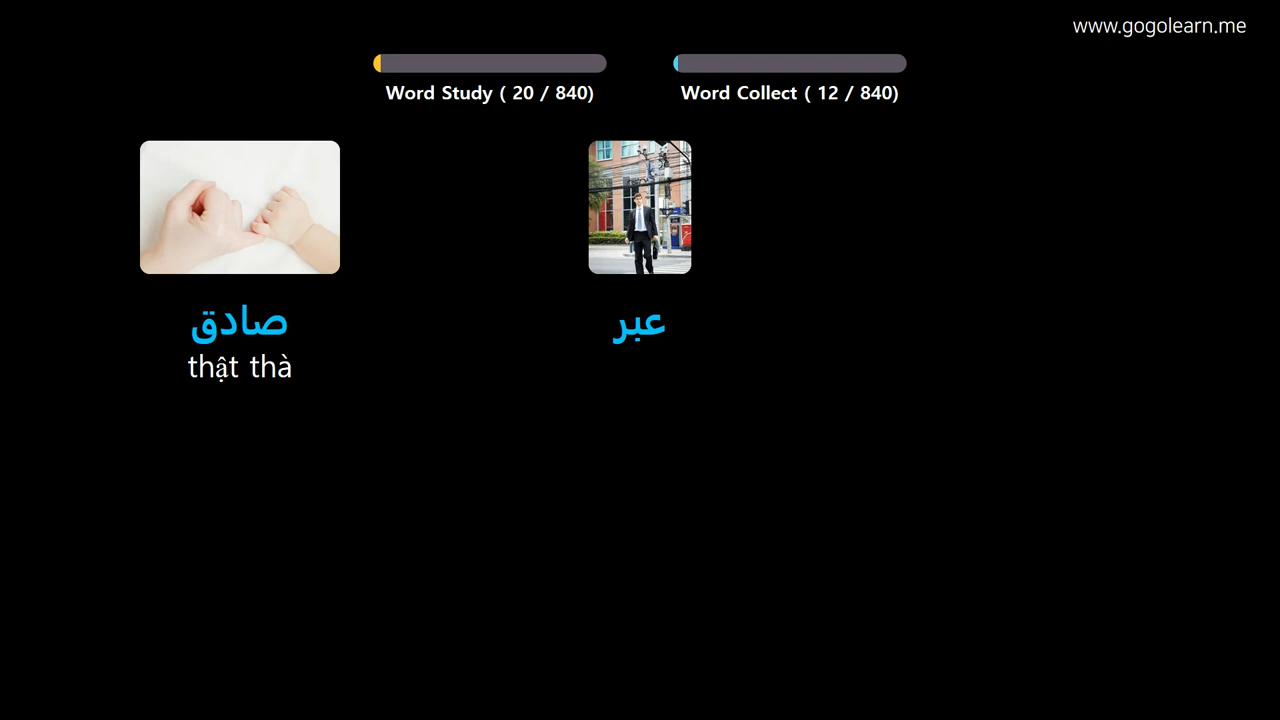 www.gogolearn.me
Word Study ( 20 / 840)
Word Collect ( 12 / 840)
صادق
thật thà
عبر